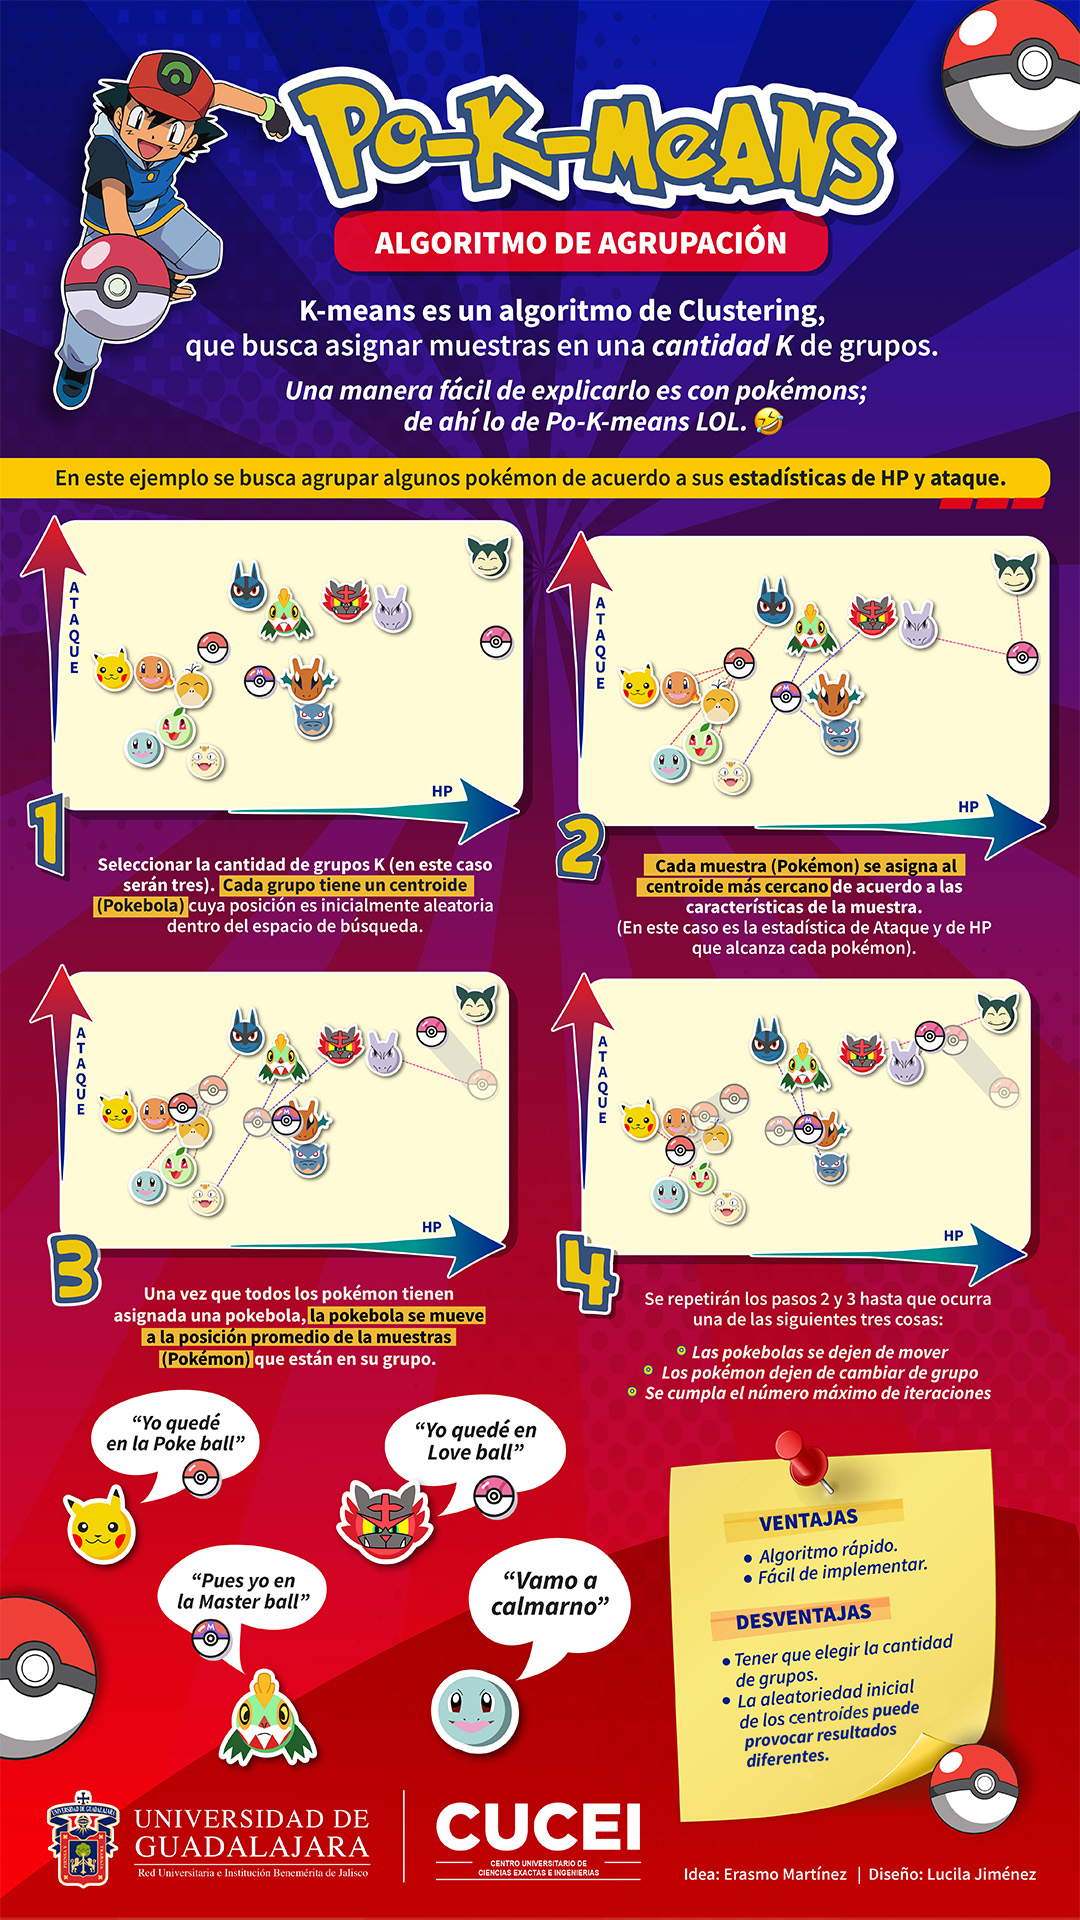 Po-K-MeANS
ALGORITMO DE AGRUPACIÓN
K-means es un algoritmo de Clustering,
que busca asignar muestras en una cantidad K de grupos.
Una manera fácil de explicarlo es con pokémons;
de ahí lo de Po-K-means LOL. 🤣
En este ejemplo se busca agrupar algunos pokémon de acuerdo a sus estadísticas de HP y ataque.
ATAQUE
HP
1
Seleccionar la cantidad de grupos K (en este caso
serán tres). Cada grupo tiene un centroide
(Pokebola) cuya posición es inicialmente aleatoria
dentro del espacio de búsqueda.
ATAQUE
HP
2
Cada muestra (Pokémon) se asigna al
centroide más cercano de acuerdo a las
características de la muestra.
(En este caso es la estadística de Ataque y de HP
que alcanza cada pokémon).
ATAQUE
HP
3
Una vez que todos los pokémon tienen
asignada una pokebola, la pokebola se mueve
a la posición promedio de la muestras
(Pokémon) que están en su grupo.
ATAQUE
HP
4
Se repetirán los pasos 2 y 3 hasta que ocurra
una de las siguientes tres cosas:
Las pokebolas se dejen de mover
Los pokémon dejen de cambiar de grupo
Se cumpla el número máximo de iteraciones
“Yo quedé
en la Poke ball”
“Yo quedé en
Love ball”
“Pues yo en
la Master ball”
“Vamo a
calmarno”
VENTAJAS
• Algoritmo rápido.
• Fácil de implementar.
DESVENTAJAS
• Tener que elegir la cantidad
de grupos.
• La aleatoriedad inicial
de los centroides puede
provocar resultados
diferentes.
UNIVERSIDAD DE
GUADALAJARA
Red Universitaria e Institución Benemérita de Jalisco
CUCEI
CENTRO UNIVERSITARIO DE
CIENCIAS EXACTAS E INGENIERIAS
Idea: Erasmo Martínez | Diseño: Lucila Jiménez